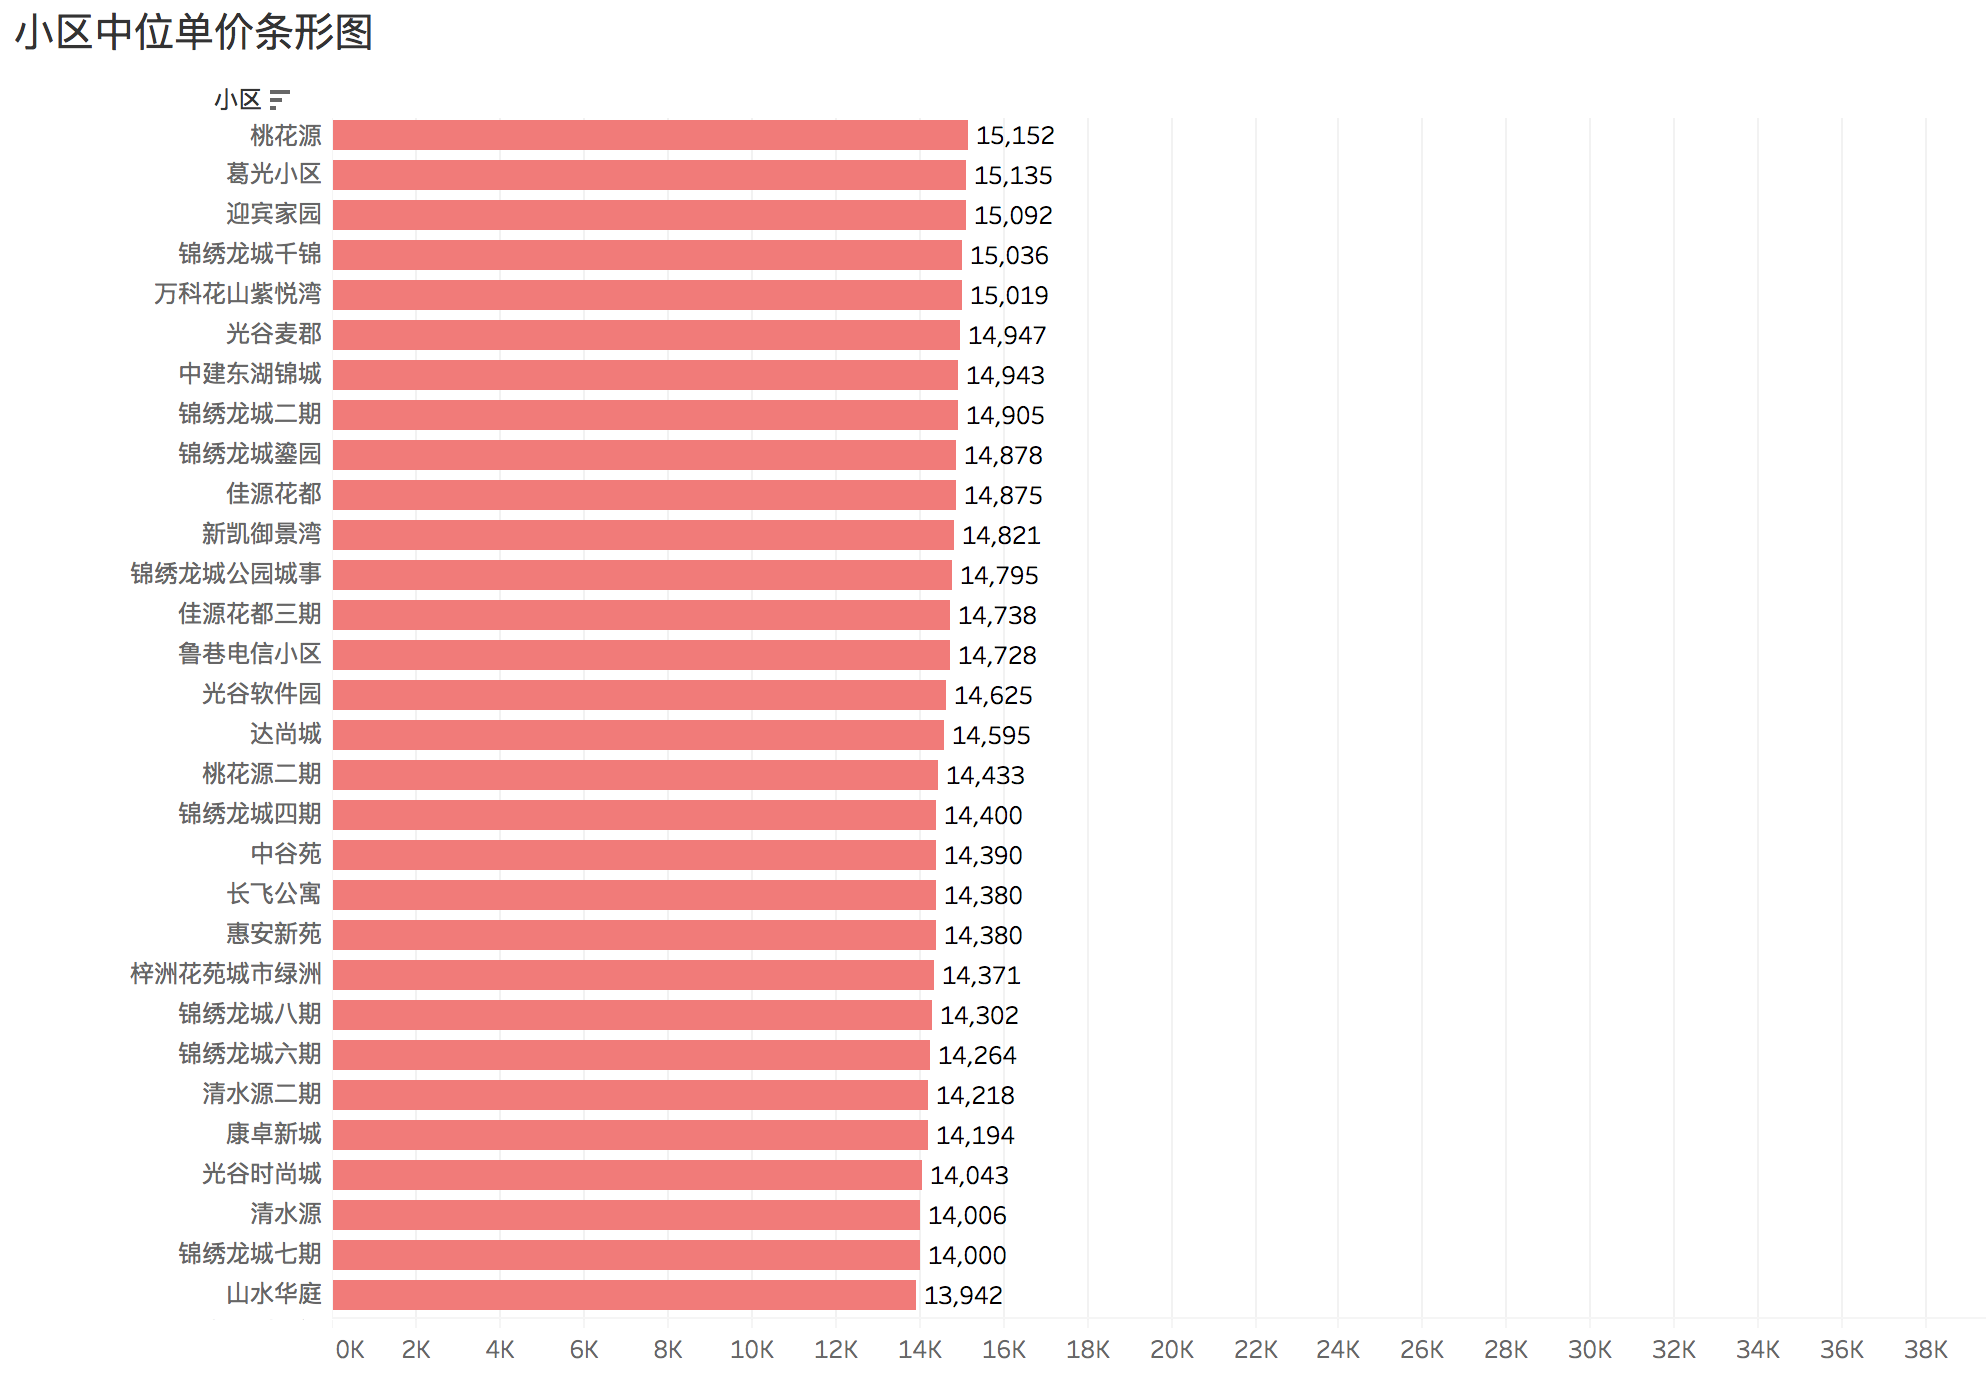 小区中位单价条形图
小区
桃花源 15,152
葛光小区 15,135
迎宾家园 15,092
锦绣龙城千锦 15,036
万科花山紫悦湾 15,019
光谷麦郡 14,947
中建东湖锦城 14,943
锦绣龙城二期 14,905
锦绣龙城鎏园 14,878
佳源花都 14,875
新凯御景湾 14,821
锦绣龙城公园城事 14,795
佳源花都三期 14,738
鲁巷电信小区 14,728
光谷软件园 14,625
达尚城 14,595
桃花源二期 14,433
锦绣龙城四期 14,400
中谷苑 14,390
长飞公寓 14,380
惠安新苑 14,380
梓洲花苑城市绿洲 14,371
锦绣龙城八期 14,302
锦绣龙城六期 14,264
清水源二期 14,218
康卓新城 14,194
光谷时尚城 14,043
清水源 14,006
锦绣龙城七期 14,000
山水华庭 13,942
0K 2K 4K 6K 8K 10K 12K 14K 16K 18K 20K 22K 24K 26K 28K 30K 32K 34K 36K 38K